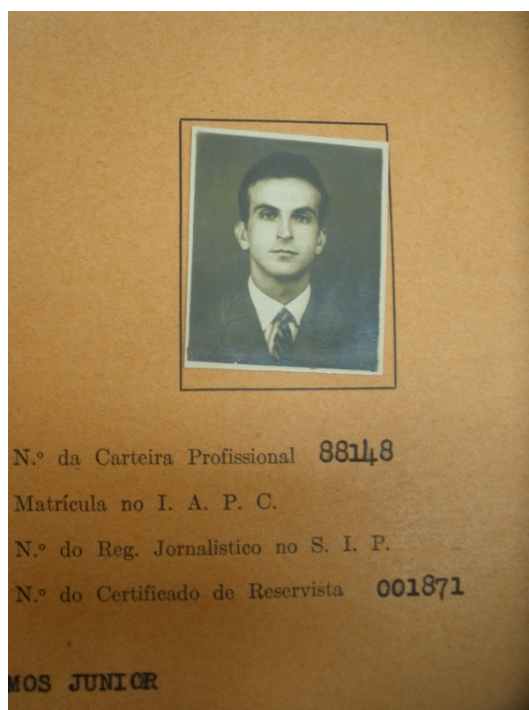 N.º da Carteira Profissional 88148
Matrícula no I. A. P. C.
N.º do Reg. Jornalistico no S. I. P.
N.º do Certificado de Reservista 001871
MOS JUNIOR